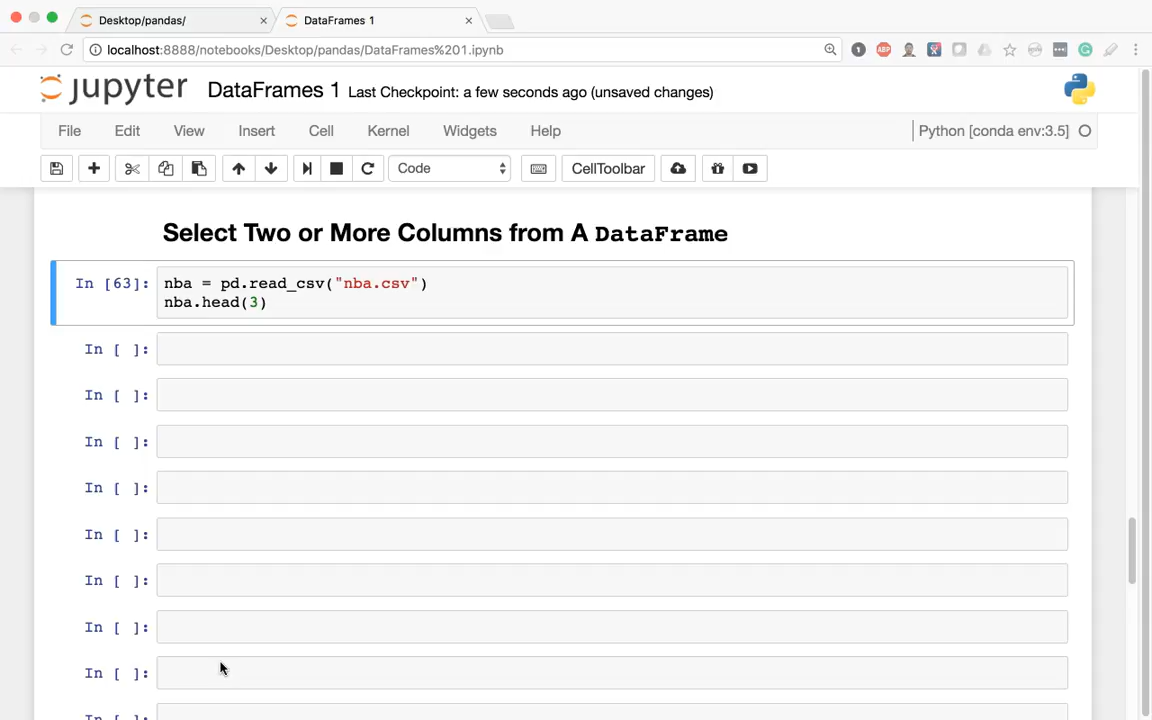 Desktop/pandas/
DataFrames 1
localhost:8888/notebooks/Desktop/pandas/DataFrames%201.ipynb
1
ABP
jupyter
DataFrames 1 Last Checkpoint: a few seconds ago (unsaved changes)
File Edit View Insert Cell Kernel Widgets Help
Python [conda env:3.5]
Code
CellToolbar
Select Two or More Columns from A DataFrame
In [63]: nba = pd.read_csv("nba.csv")
nba.head(3)
In [ ]:
In [ ]:
In [ ]:
In [ ]:
In [ ]:
In [ ]:
In [ ]:
In [ ]:
In [ ]: